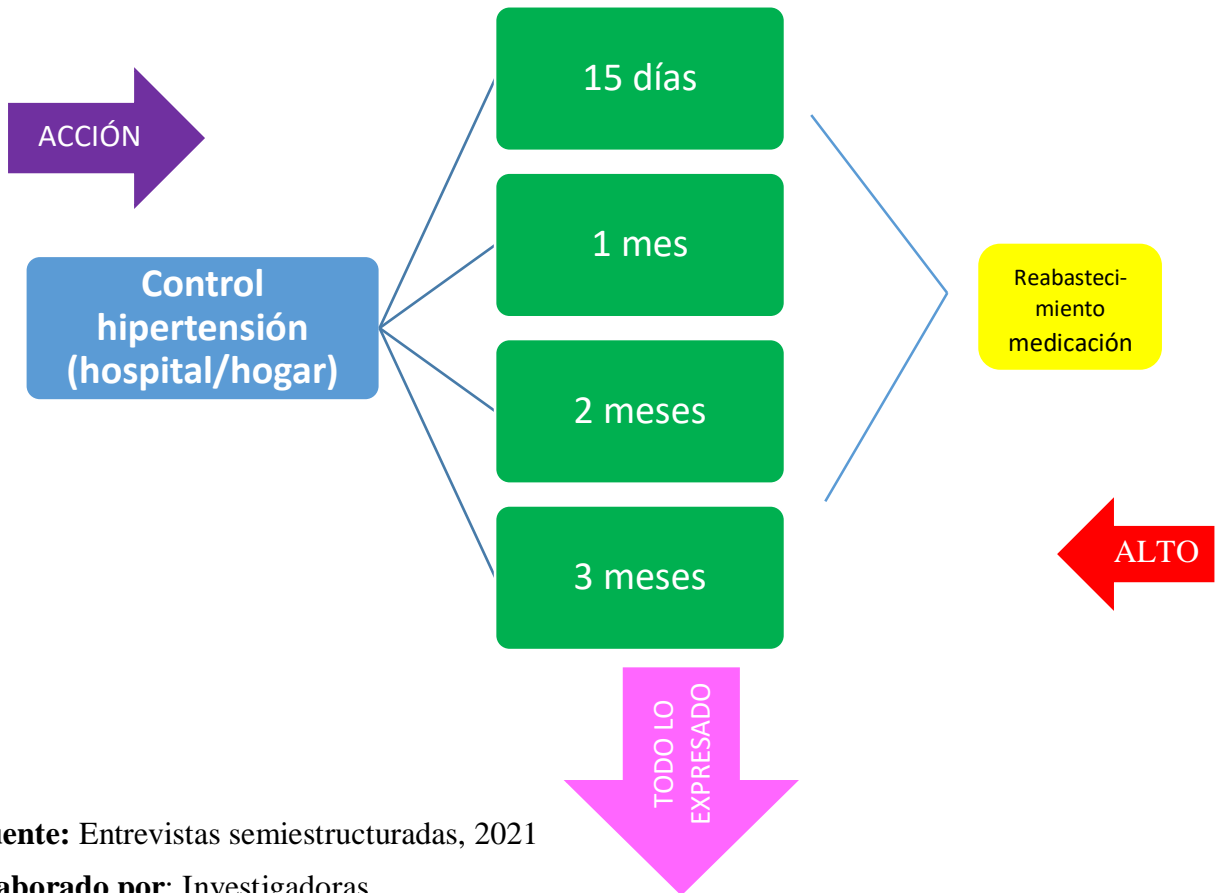 ACCIÓN
Control
hipertensión
(hospital/hogar)
15 días
1 mes
2 meses
3 meses
Reabasteci-
miento
medicación
ALTO
TODO LO
EXPRESADO
uente: Entrevistas semiestructuradas, 2021
aborado por: Investigadoras